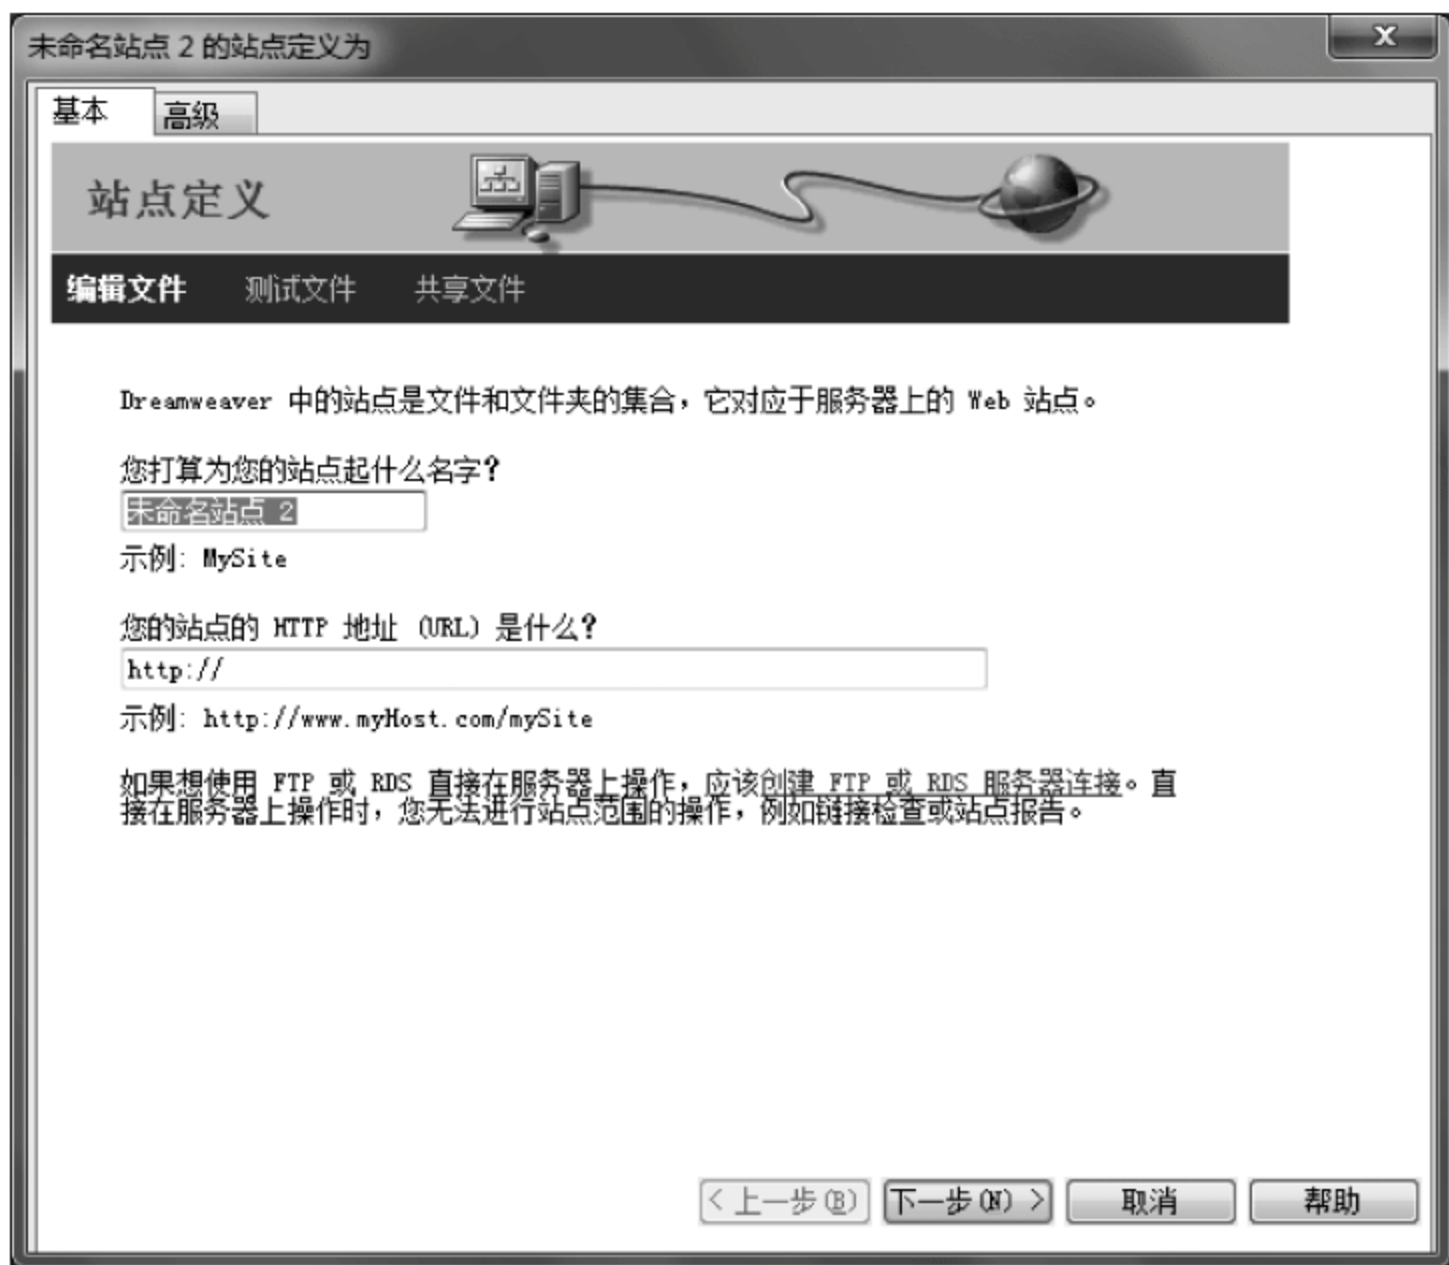 未命名站点 2 的站点定义为
X
基本 高级
站点定义
编辑文件 测试文件 共享文件
Dreamweaver 中的站点是文件和文件夹的集合，它对应于服务器上的 Web 站点。
您打算为您的站点起什么名字？
未命名站点 2
示例: MySite
您的站点的 HTTP 地址 (URL) 是什么？
http://
示例: http://www.myHost.com/mySite
如果想使用 FTP 或 RDS 直接在服务器上操作，应该创建 FTP 或 RDS 服务器连接。直
接在服务器上操作时，您无法进行站点范围的操作，例如链接检查或站点报告。
< 上一步(B) 下一步(N) > 取消 帮助